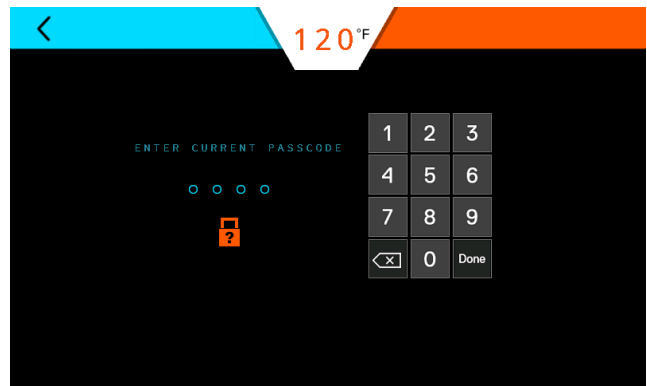 120°F
ENTER CURRENT PASSCODE
1 2 3
4 5 6
7 8 9
0 Done
?